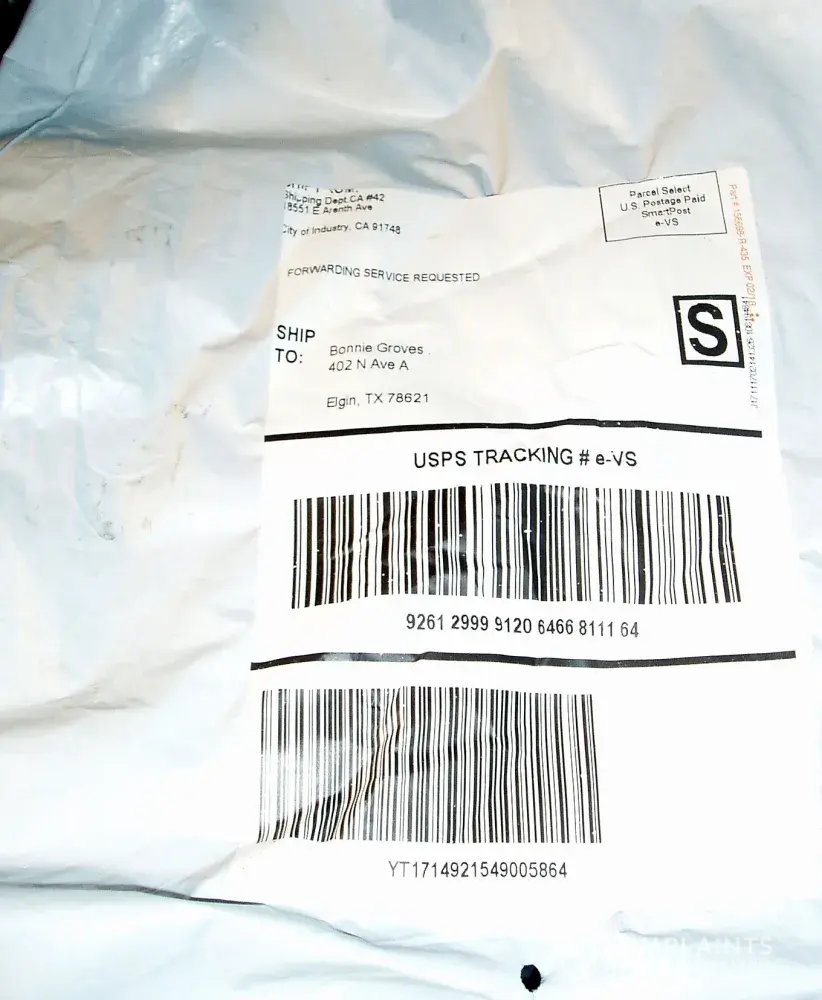 Shipping Dept.CA #42
18551 E Arenth Ave
City of Industry, CA 91748
Parcel Select
U.S. Postage Paid
SmartPost
e-VS
FORWARDING SERVICE REQUESTED
S
SHIP
TO:
Bonnie Groves
402 N Ave A
Elgin, TX 78621
USPS TRACKING # e-VS
9261 2999 9120 6466 8111 64
YT1714921549005864